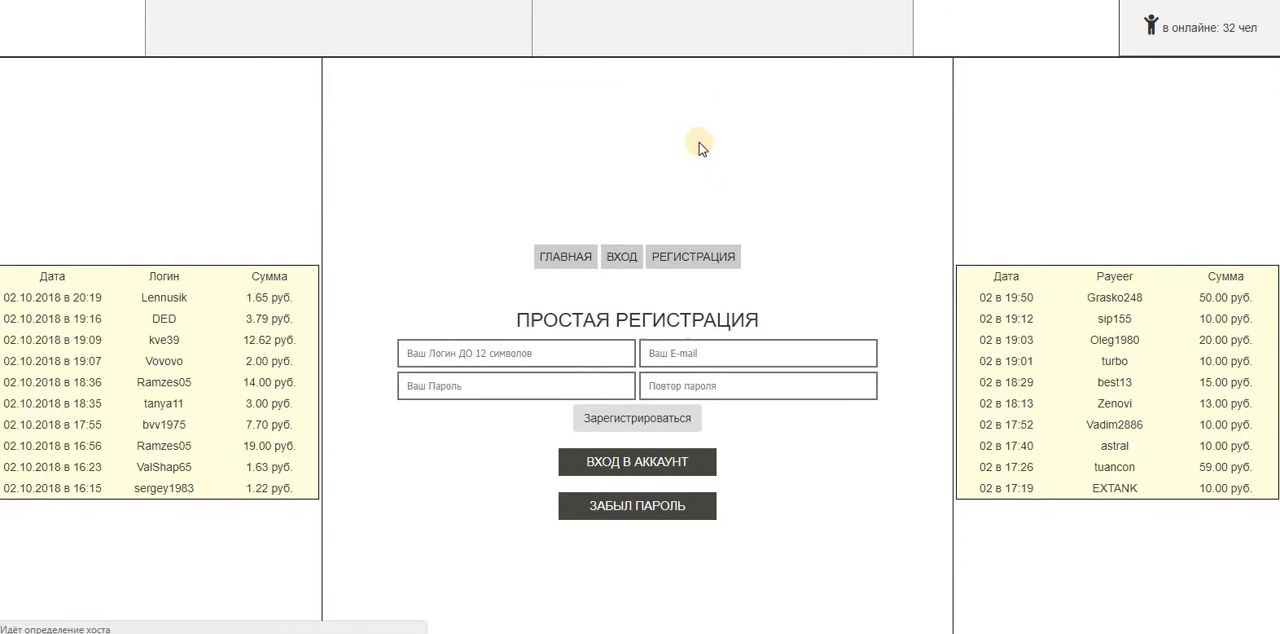 в онлайне: 32 чел
ГЛАВНАЯ ВХОД РЕГИСТРАЦИЯ
Дата Логин Сумма
02.10.2018 в 20:19 Lennusik 1.65 руб.
02.10.2018 в 19:16 DED 3.79 руб.
02.10.2018 в 19:09 kve39 12.62 руб.
02.10.2018 в 19:07 Vovovo 2.00 руб.
02.10.2018 в 18:36 Ramzes05 14.00 руб.
02.10.2018 в 18:35 tanya11 3.00 руб.
02.10.2018 в 17:55 bvv1975 7.70 руб.
02.10.2018 в 16:56 Ramzes05 19.00 руб.
02.10.2018 в 16:23 ValShap65 1.63 руб.
02.10.2018 в 16:15 sergey1983 1.22 руб.
ПРОСТАЯ РЕГИСТРАЦИЯ
Ваш Логин ДО 12 символов Ваш E-mail
Ваш Пароль Повтор пароля
Зарегистрироваться
ВХОД В АККАУНТ
ЗАБЫЛ ПАРОЛЬ
Дата Payeer Сумма
02 в 19:50 Grasko248 50.00 руб.
02 в 19:12 sip155 10.00 руб.
02 в 19:03 Oleg1980 20.00 руб.
02 в 19:01 turbo 10.00 руб.
02 в 18:29 best13 15.00 руб.
02 в 18:13 Zenovi 13.00 руб.
02 в 17:52 Vadim2886 10.00 руб.
02 в 17:40 astral 10.00 руб.
02 в 17:26 tuancon 59.00 руб.
02 в 17:19 EXTANK 10.00 руб.
Идёт определение хоста